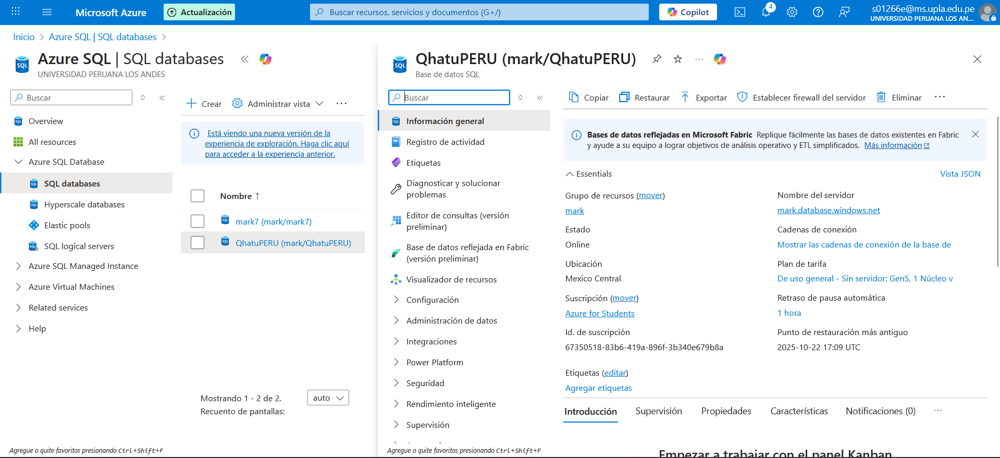 Microsoft Azure
Actualización
Buscar recursos, servicios y documentos (G+/)
Copilot
4
s01266e@ms.upla.edu.pe
UNIVERSIDAD PERUANA LOS AN...
Inicio > Azure SQL | SQL databases >
Azure SQL | SQL databases
UNIVERSIDAD PERUANA LOS ANDES
Buscar
Overview
All resources
Azure SQL Database
SQL databases
Hyperscale databases
Elastic pools
SQL logical servers
Azure SQL Managed Instance
Azure Virtual Machines
Related services
Help
Agregue o quite favoritos presionando Ctrl+Shift+F
Crear
Administrar vista
Está viendo una nueva versión de la
experiencia de exploración. Haga clic aquí
para acceder a la experiencia anterior.
Nombre ↑
mark7 (mark/mark7)
QhatuPERU (mark/QhatuPERU)
Mostrando 1 - 2 de 2.
Recuento de pantallas:
auto
QhatuPERU (mark/QhatuPERU)
Base de datos SQL
Buscar
Información general
Registro de actividad
Etiquetas
Diagnosticar y solucionar
problemas
Editor de consultas (versión
preliminar)
Base de datos reflejada en Fabric
(versión preliminar)
Visualizador de recursos
Configuración
Administración de datos
Integraciones
Power Platform
Seguridad
Rendimiento inteligente
Supervisión
Agregue o quite favoritos presionando Ctrl+Shift+F
Copiar
Restaurar
Exportar
Establecer firewall del servidor
Eliminar
Bases de datos reflejadas en Microsoft Fabric Replique fácilmente las bases de datos existentes en Fabric
y ayude a su equipo a lograr objetivos de análisis operativo y ETL simplificados. Más información
Essentials
Vista JSON
Grupo de recursos (mover)
mark
Estado
Online
Ubicación
Mexico Central
Suscripción (mover)
Azure for Students
Id. de suscripción
67350518-83b6-419a-896f-3b340e679b8a
Etiquetas (editar)
Agregar etiquetas
Nombre del servidor
mark.database.windows.net
Cadenas de conexión
Mostrar las cadenas de conexión de la base de
Plan de tarifa
De uso general - Sin servidor: Gen5, 1 Núcleo v
Retraso de pausa automática
1 hora
Punto de restauración más antiguo
2025-10-22 17:09 UTC
Introducción
Supervisión
Propiedades
Características
Notificaciones (0)
Empezar a trabajar con el panel Kanban